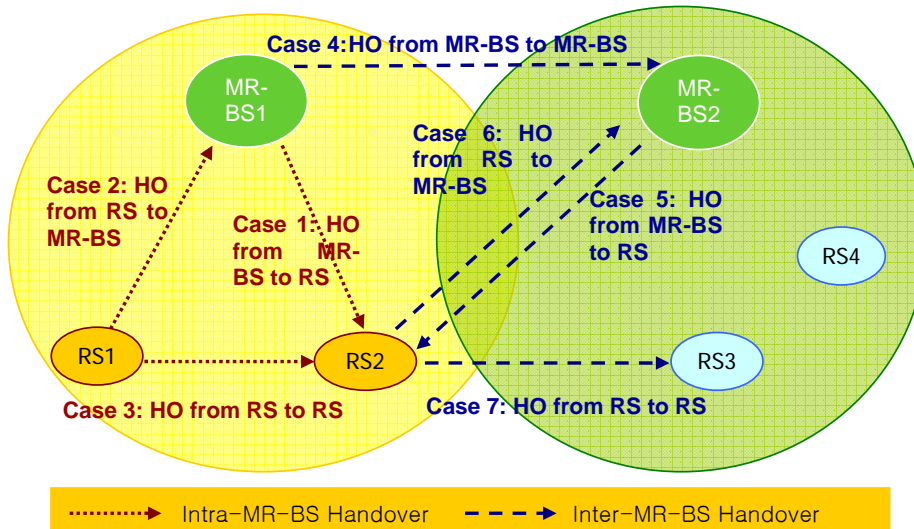 Case 4:HO from MR-BS to MR-BS
MR-
BS1
MR-
BS2
Case 6: HO
from RS to
MR-BS
Case 2: HO
from RS to
MR-BS
Case 1: HO
from MR-
BS to RS
Case 5: HO
from MR-BS
to RS
RS4
RS1
RS2
RS3
Case 3: HO from RS to RS
Case 7: HO from RS to RS
Intra-MR-BS Handover
Inter-MR-BS Handover